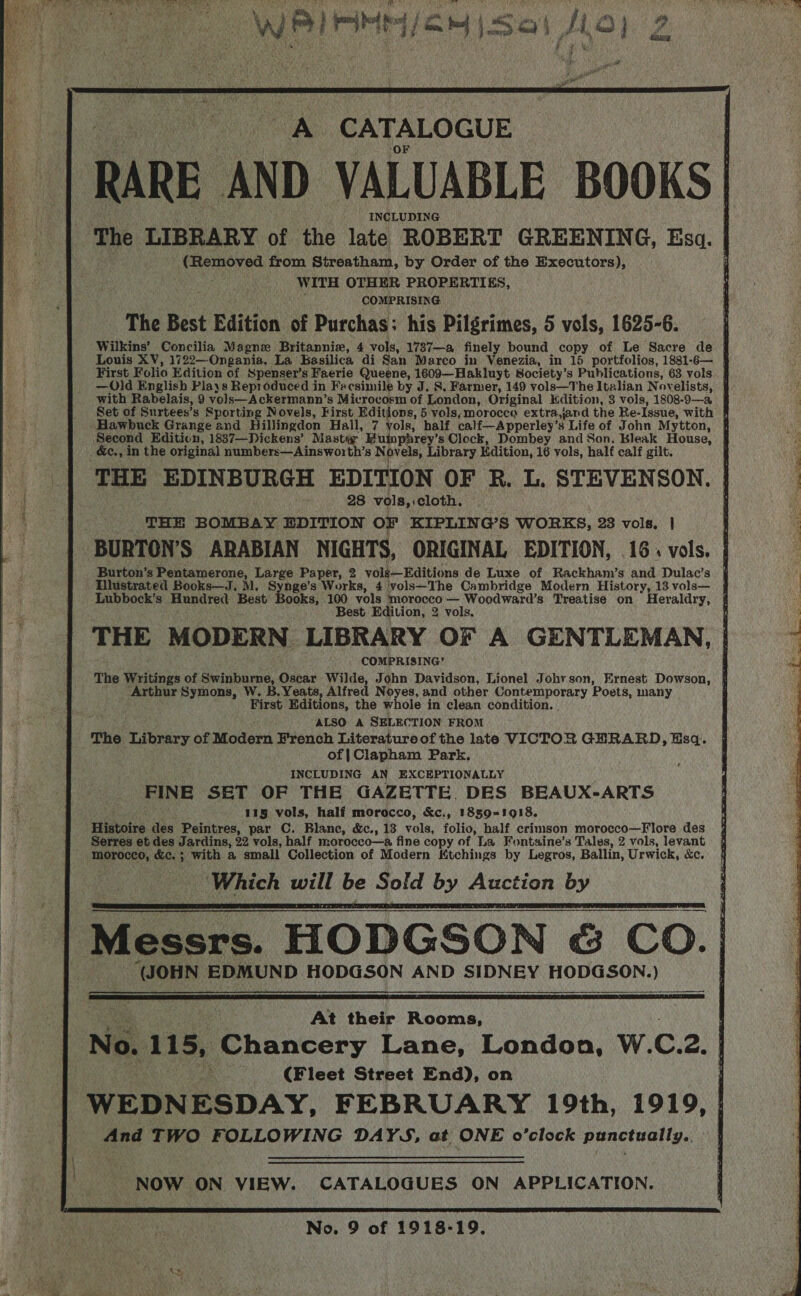 A CATALOGUE
OF
RARE AND VALUABLE BOOKS
INCLUDING
The LIBRARY of the late ROBERT GREENING, Esq.
(Removed from Streatham, by Order of the Executors),
WITH OTHER PROPERTIES,
COMPRISING
The Best Edition of Purchas: his Pilgrimes, 5 vols, 1625-6.
Wilkins' Concilia Magnæ Britanniæ, 4 vols, 1737—a finely bound copy of Le Sacre de
Louis XV, 1722—Ongania. La Basilica di San Marco in Venezia, in 15 portfolios, 1881-6—
First Folio Edition of Spenser's Faerie Queene, 1609—Hakluyt Society's Publications, 63 vols
—Old English Plays Reproduced in Facsimile by J. S. Farmer, 149 vols—The Italian Novelists,
with Rabelais, 9 vols—Ackermann's Microcosm of London, Original Edition, 3 vols, 1808-9—a
Set of Surtees's Sporting Novels, First Editions, 5 vols, morocco extra, and the Re-Issue, with
Hawbuck Grange and Hillingdon Hall, 7 vols, half calf—Apperley's Life of John Mytton,
Second Edition, 1837—Dickens' Master Humphrey's Clock, Dombey and Son. Bleak House,
&c., in the original numbers—Ainsworth's Novels, Library Edition, 16 vols, half calf gilt.
THE EDINBURGH EDITION OF R. L. STEVENSON.
28 vols, cloth.
THE BOMBAY EDITION OF KIPLING'S WORKS, 23 vols.
BURTON'S ARABIAN NIGHTS, ORIGINAL EDITION, 16 vols.
Burton's Pentamerone, Large Paper, 2 vols—Editions de Luxe of Rackham's and Dulac's
Illustrated Books—J. M. Synge's Works, 4 vols—The Cambridge Modern History, 13 vols—
Lubbock's Hundred Best Books, 100 vols morocco — Woodward's Treatise on Heraldry,
Best Edition, 2 vols.
THE MODERN LIBRARY OF A GENTLEMAN,
COMPRISING'
The Writings of Swinburne, Oscar Wilde, John Davidson, Lionel Johnson, Ernest Dowson,
Arthur Symons, W. B. Yeats, Alfred Noyes, and other Contemporary Poets, many
First Editions, the whole in clean condition.
ALSO A SELECTION FROM
The Library of Modern French Literature of the late VICTOR GERARD, Esq.
of Clapham Park.
INCLUDING AN EXCEPTIONALLY
FINE SET OF THE GAZETTE DES BEAUX-ARTS
115 vols, half morocco, &c., 1859-1918.
Histoire des Peintres, par C. Blanc, &c., 13 vols, folio, half crimson morocco—Flore des
Serres et des Jardins, 22 vols, half morocco—a fine copy of La Fontaine's Tales, 2 vols, levant
morocco, &c. ; with a small Collection of Modern Etchings by Legros, Ballin, Urwick, &c.
Which will be Sold by Auction by
Messrs. HODGSON & CO.
(JOHN EDMUND HODGSON AND SIDNEY HODGSON.)
At their Rooms,
No. 115, Chancery Lane, London, W.C.2.
(Fleet Street End), on
WEDNESDAY, FEBRUARY 19th, 1919,
And TWO FOLLOWING DAYS, at ONE o'clock punctually.
NOW ON VIEW. CATALOGUES ON APPLICATION.
No. 9 of 1918-19.